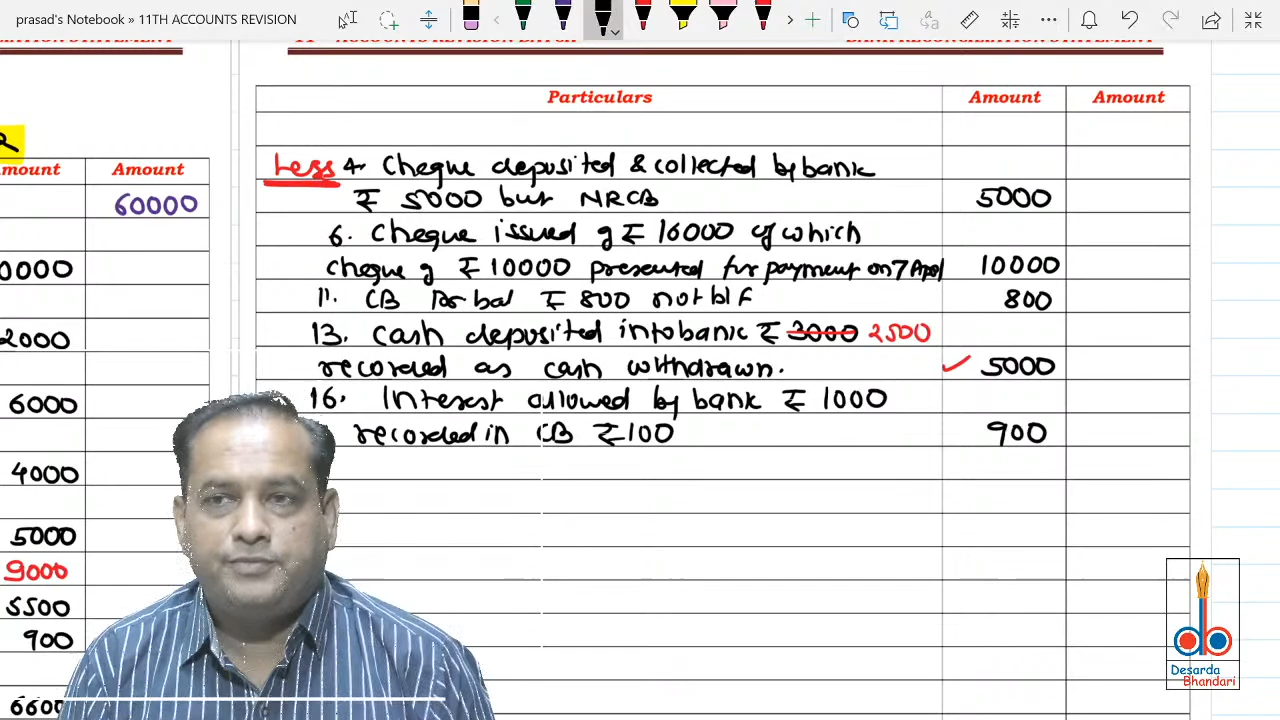 prasad's Notebook » 11TH ACCOUNTS REVISION
Particulars Amount Amount
mount Amount
60000
0000
2000
6000
4000
5000
9000
5500
900
6600
Less 4. Cheque deposited & collected by bank
₹ 5000 but NRCB 5000
6. Cheque issued of ₹ 16000 of which
cheque of ₹ 10000 presented for payment on 7 Apl 10000
11. CB Dr bal ₹ 800 not b/F 800
13. Cash deposited into bank ₹ 3000 2500
recorded as cash withdrawn. 5000
16. Interest allowed by bank ₹ 1000
recorded in CB ₹ 100 900
Desarda
Bhandari